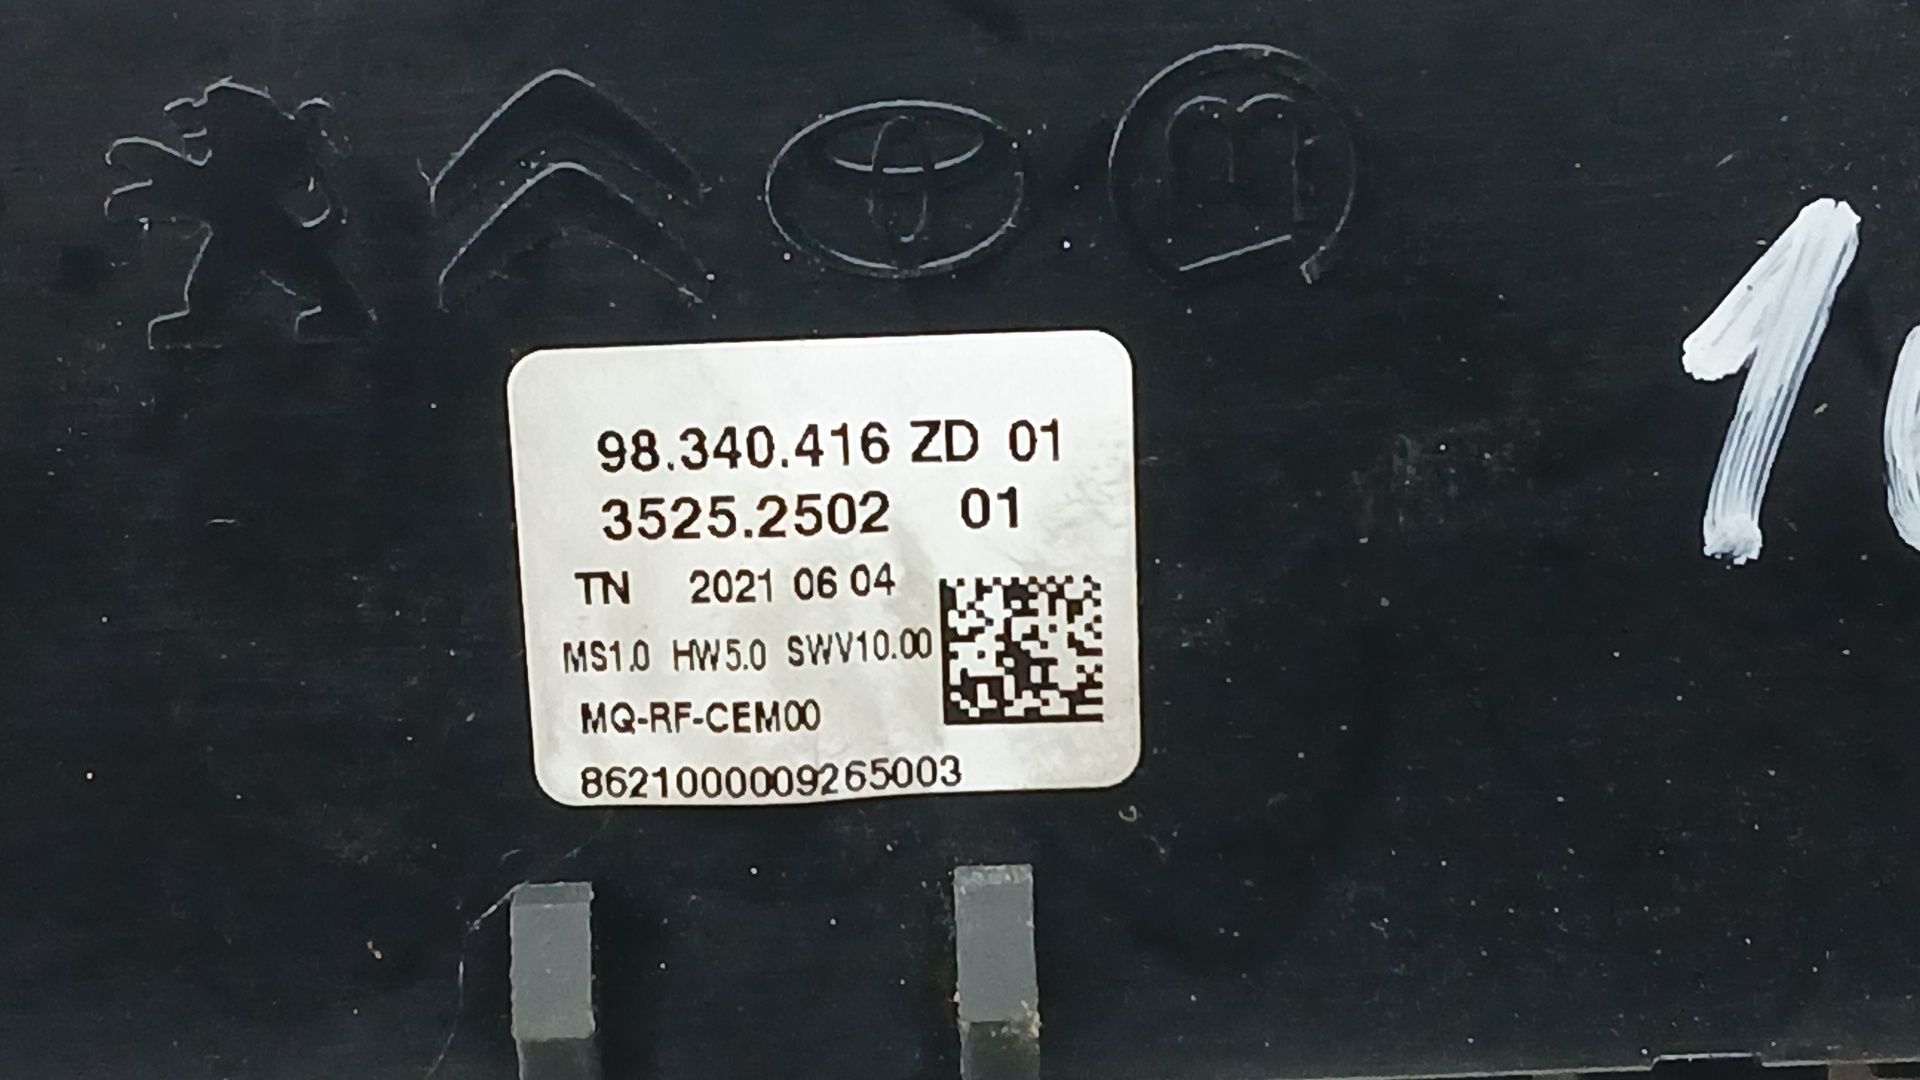 98.340.416 ZD 01
3525.2502 01
TN 2021 06 04
MS1.0 HW5.0 SWV10.00
MQ-RF-CEM00
8621000009265003
1